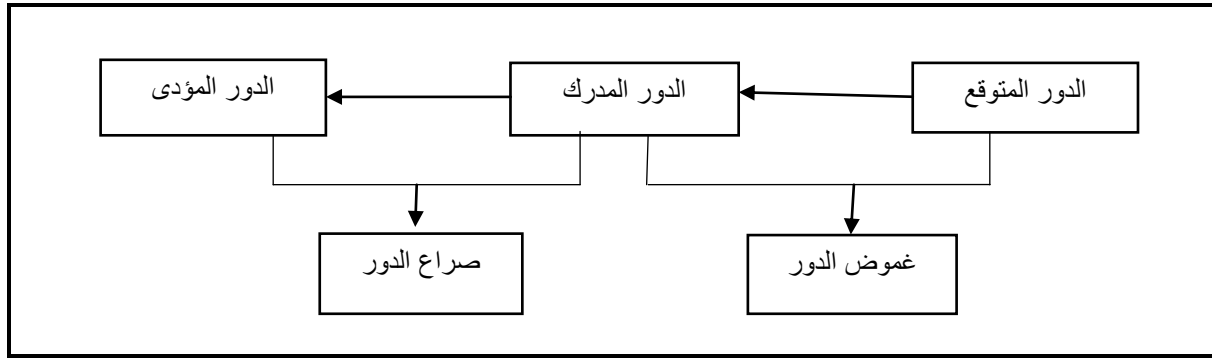 الدور المتوقع
الدور المدرك
الدور المؤدى
غموض الدور
صراع الدور